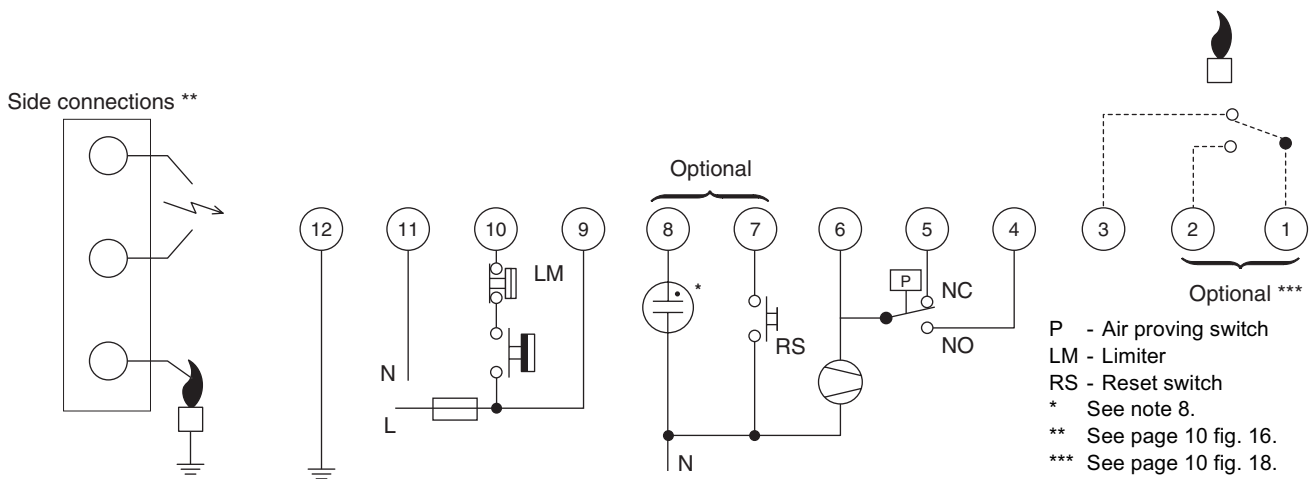 Side connections **
Optional
12
11
10
9
8
7
6
5
4
3
2
1
LM
*
P
NC
Optional ***
RS
NO
N
L
N
P - Air proving switch
LM - Limiter
RS - Reset switch
* See note 8.
** See page 10 fig. 16.
*** See page 10 fig. 18.